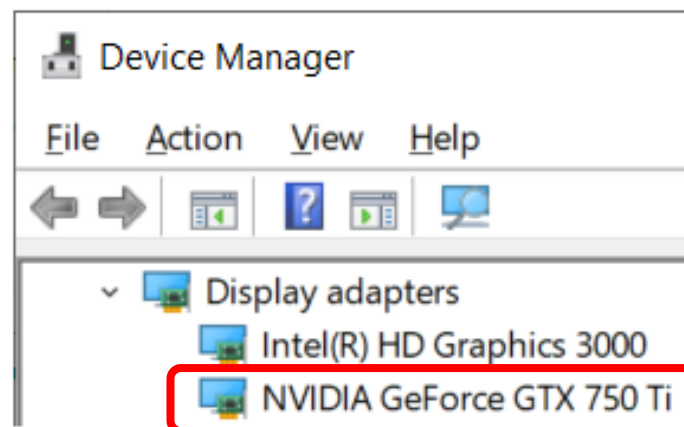 Device Manager
File Action View Help
Display adapters
Intel(R) HD Graphics 3000
NVIDIA GeForce GTX 750 Ti